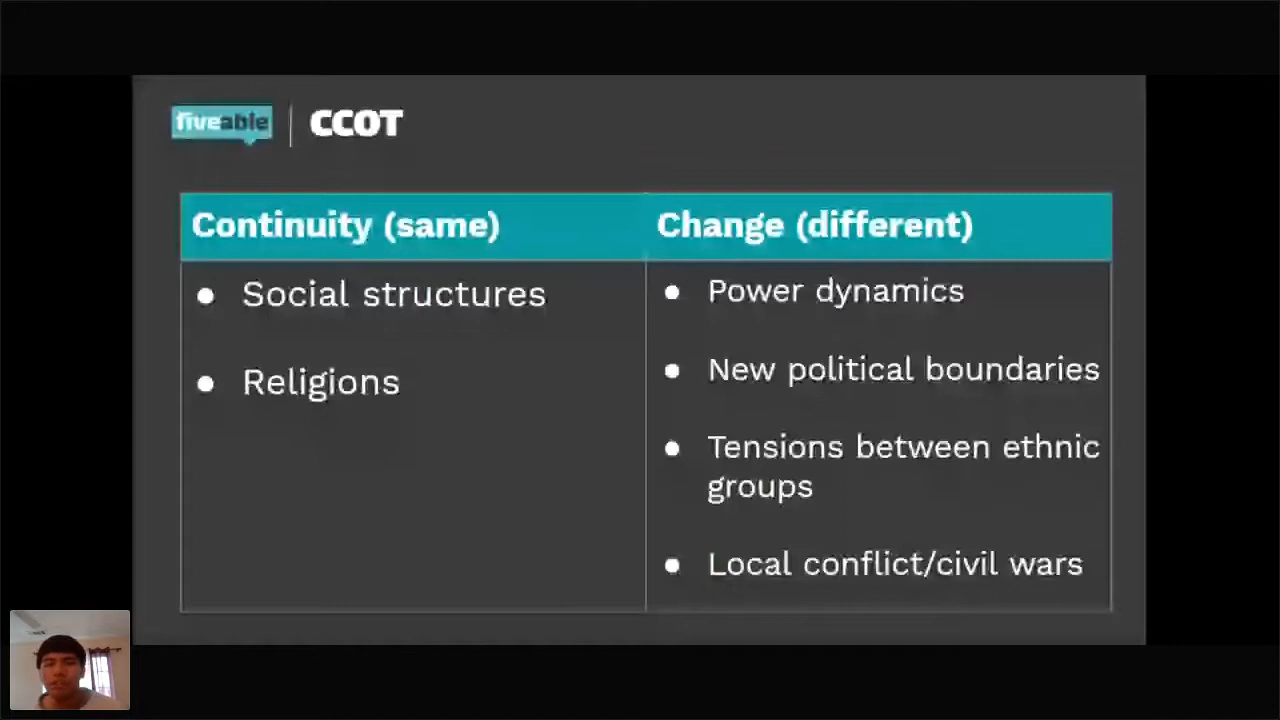 fiveable | CCOT
Continuity (same)
Change (different)
● Social structures
● Religions
● Power dynamics
● New political boundaries
● Tensions between ethnic
groups
● Local conflict/civil wars